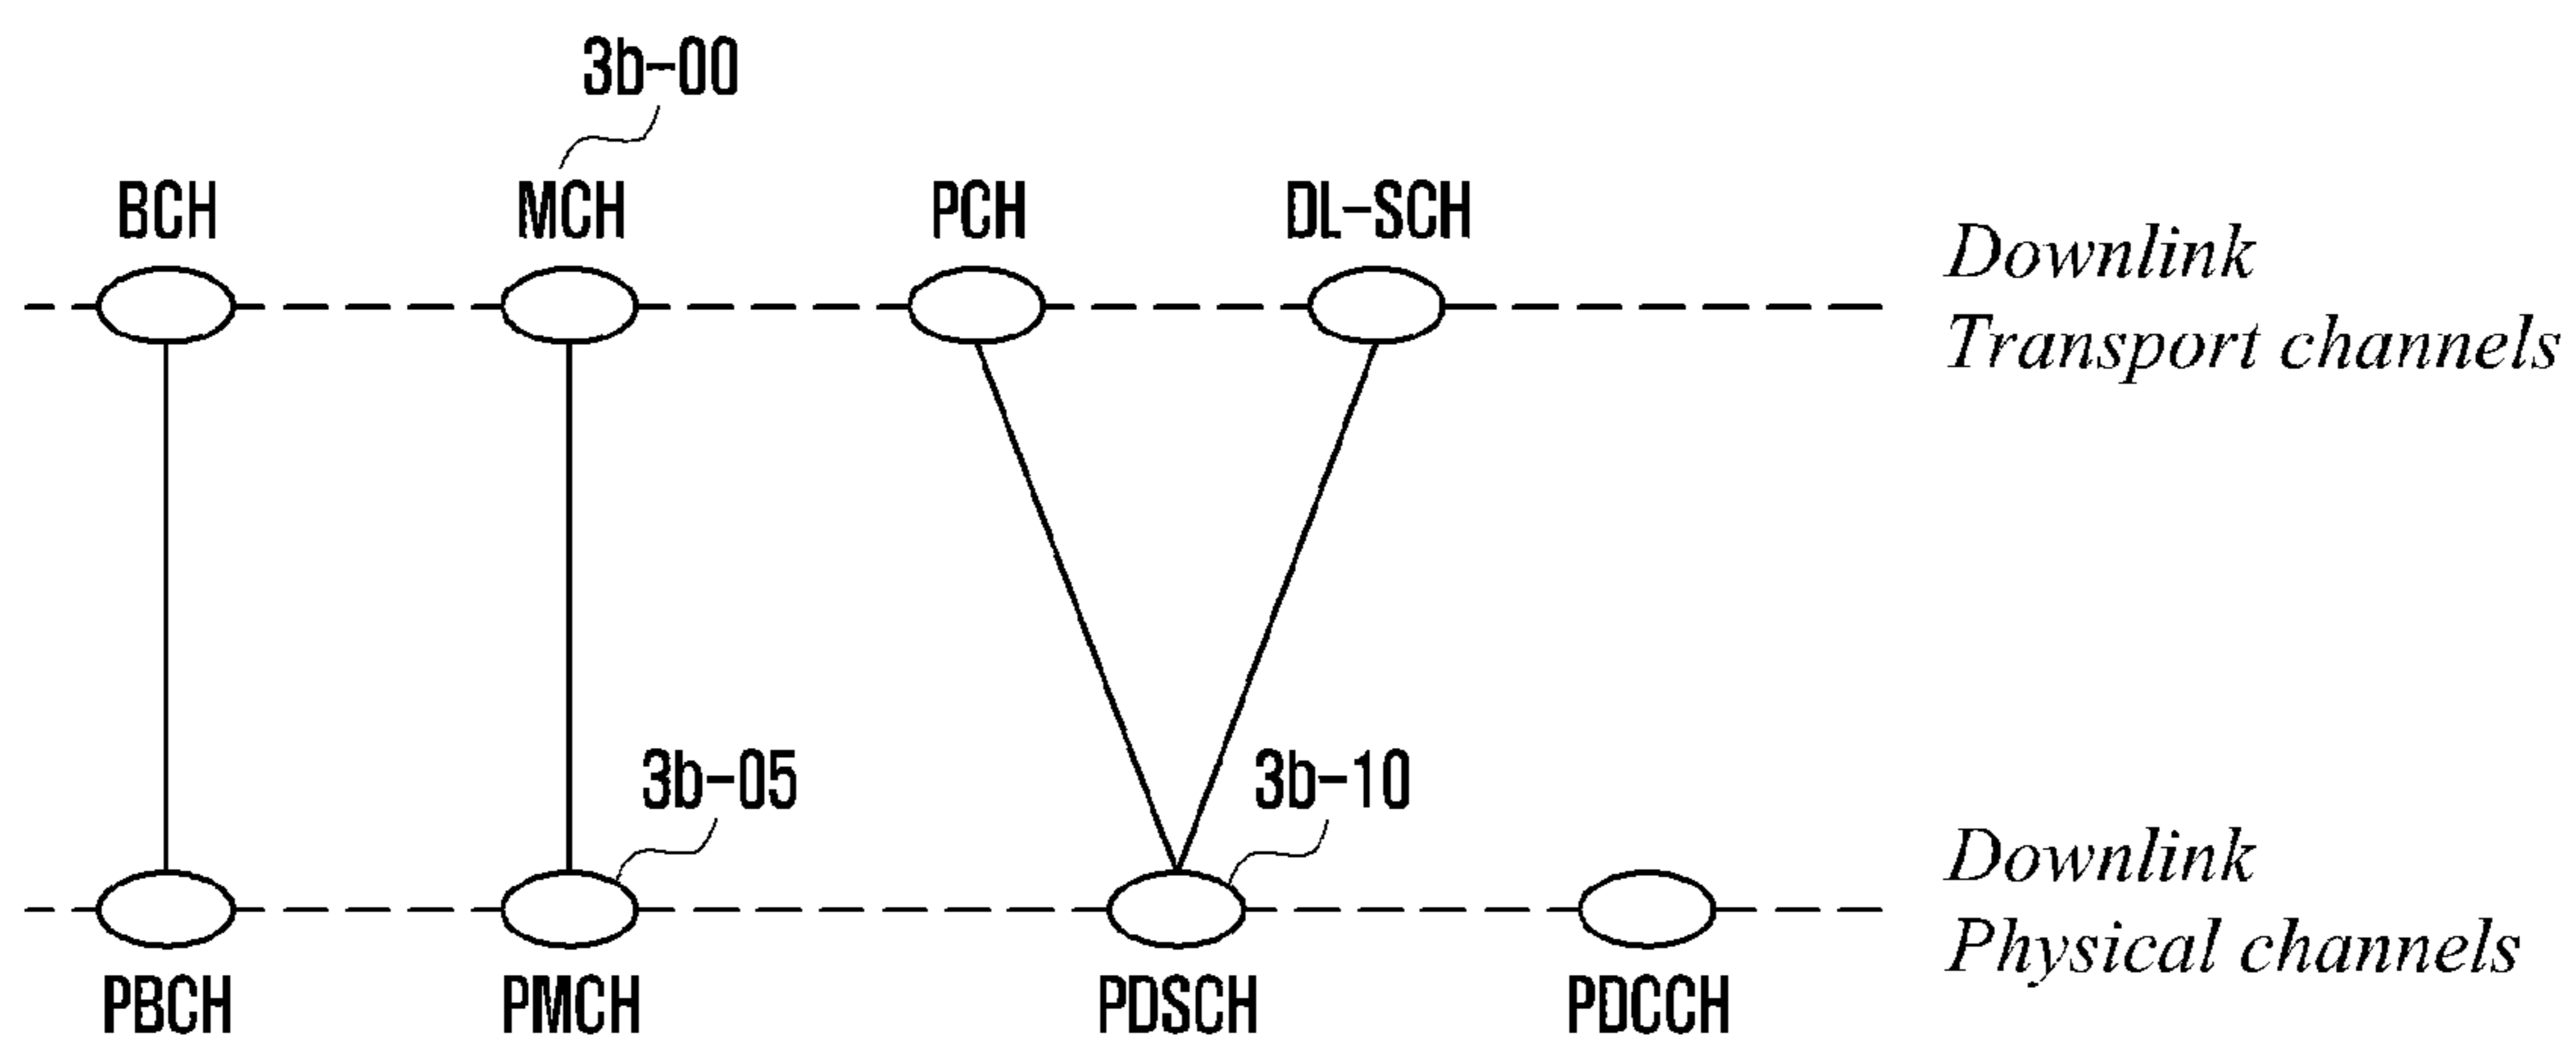 3b-00
BCH MCH PCH DL-SCH
Downlink
Transport channels
3b-05 3b-10
Downlink
Physical channels
PBCH PMCH PDSCH PDCCH